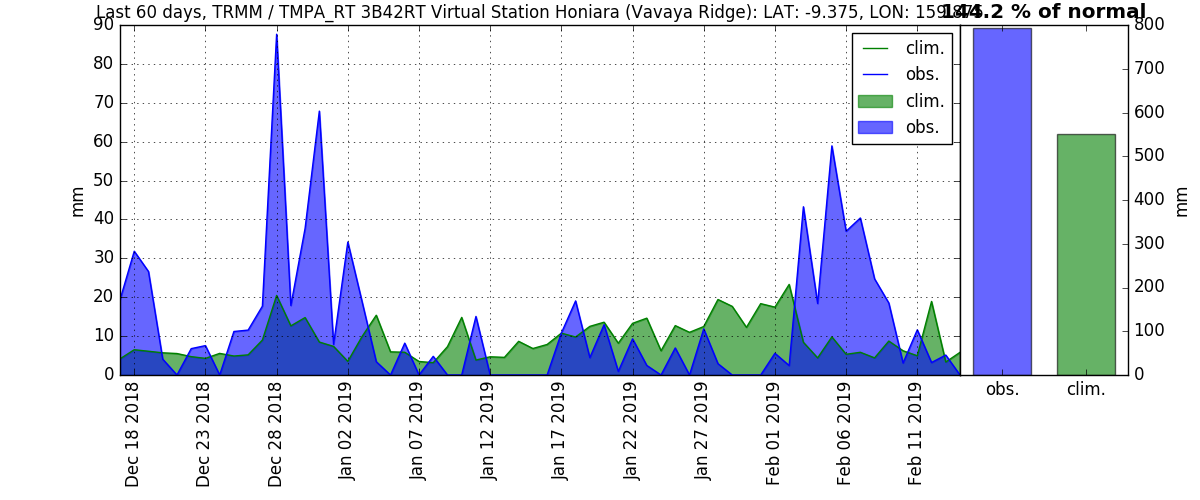 Last 60 days, TRMM / TMPA_RT 3B42RT Virtual Station Honiara (Vavaya Ridge): LAT: -9.375, LON: 159.875
144.2 % of normal
90
80
70
60
50
40
30
20
10
0
mm
clim.
obs.
clim.
obs.
Dec 18 2018
Dec 23 2018
Dec 28 2018
Jan 02 2019
Jan 07 2019
Jan 12 2019
Jan 17 2019
Jan 22 2019
Jan 27 2019
Feb 01 2019
Feb 06 2019
Feb 11 2019
800
700
600
500
400
300
200
100
0
mm
obs. clim.